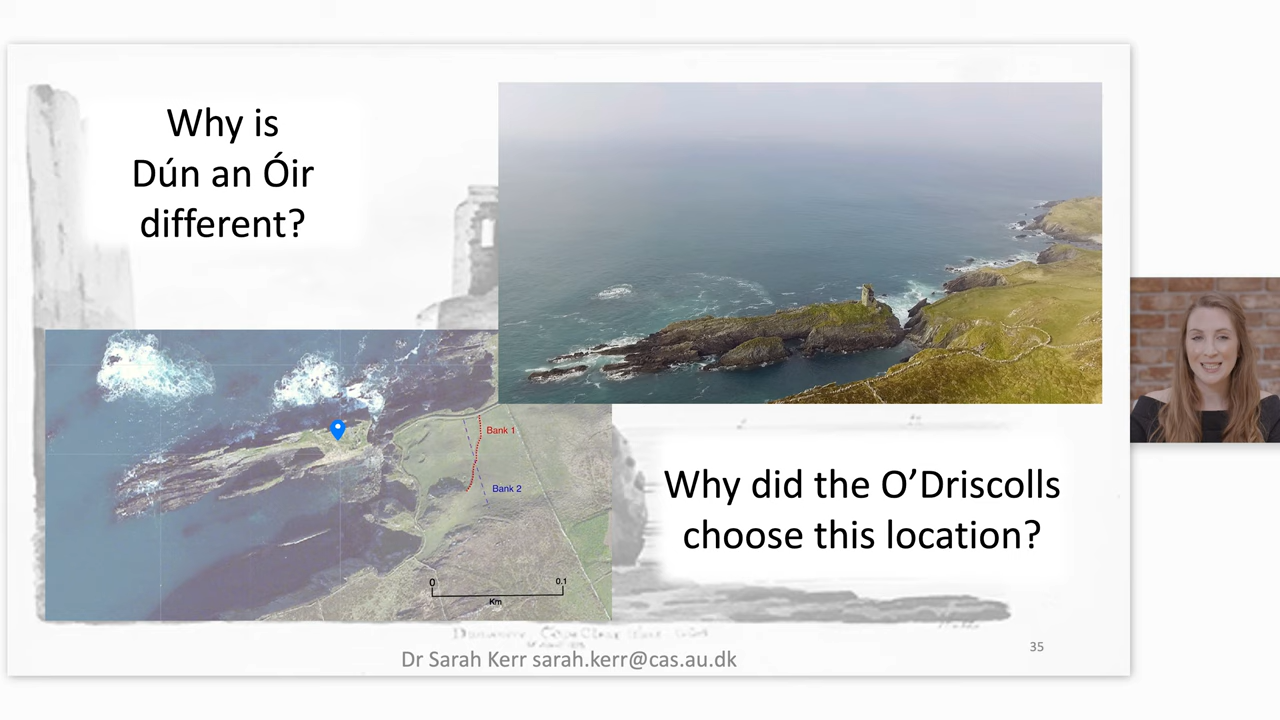 Why is
Dún an Óir
different?
Bank 1
Bank 2
0
0.1
Km
Why did the O’Driscolls
choose this location?
Dr Sarah Kerr sarah.kerr@cas.au.dk
35